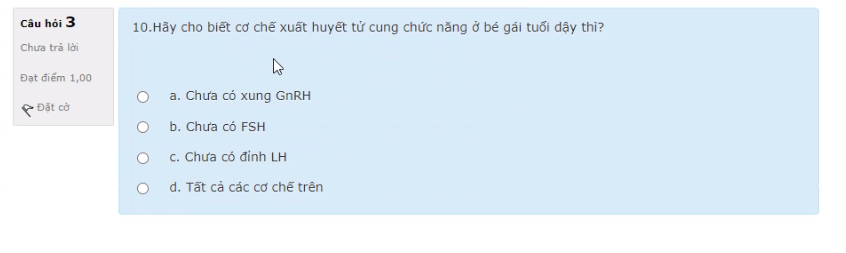 Câu hỏi 3
Chưa trả lời
Đạt điểm 1,00
Đặt cờ
10.Hãy cho biết cơ chế xuất huyết tử cung chức năng ở bé gái tuổi dậy thì?
a. Chưa có xung GnRH
b. Chưa có FSH
c. Chưa có đỉnh LH
d. Tất cả các cơ chế trên